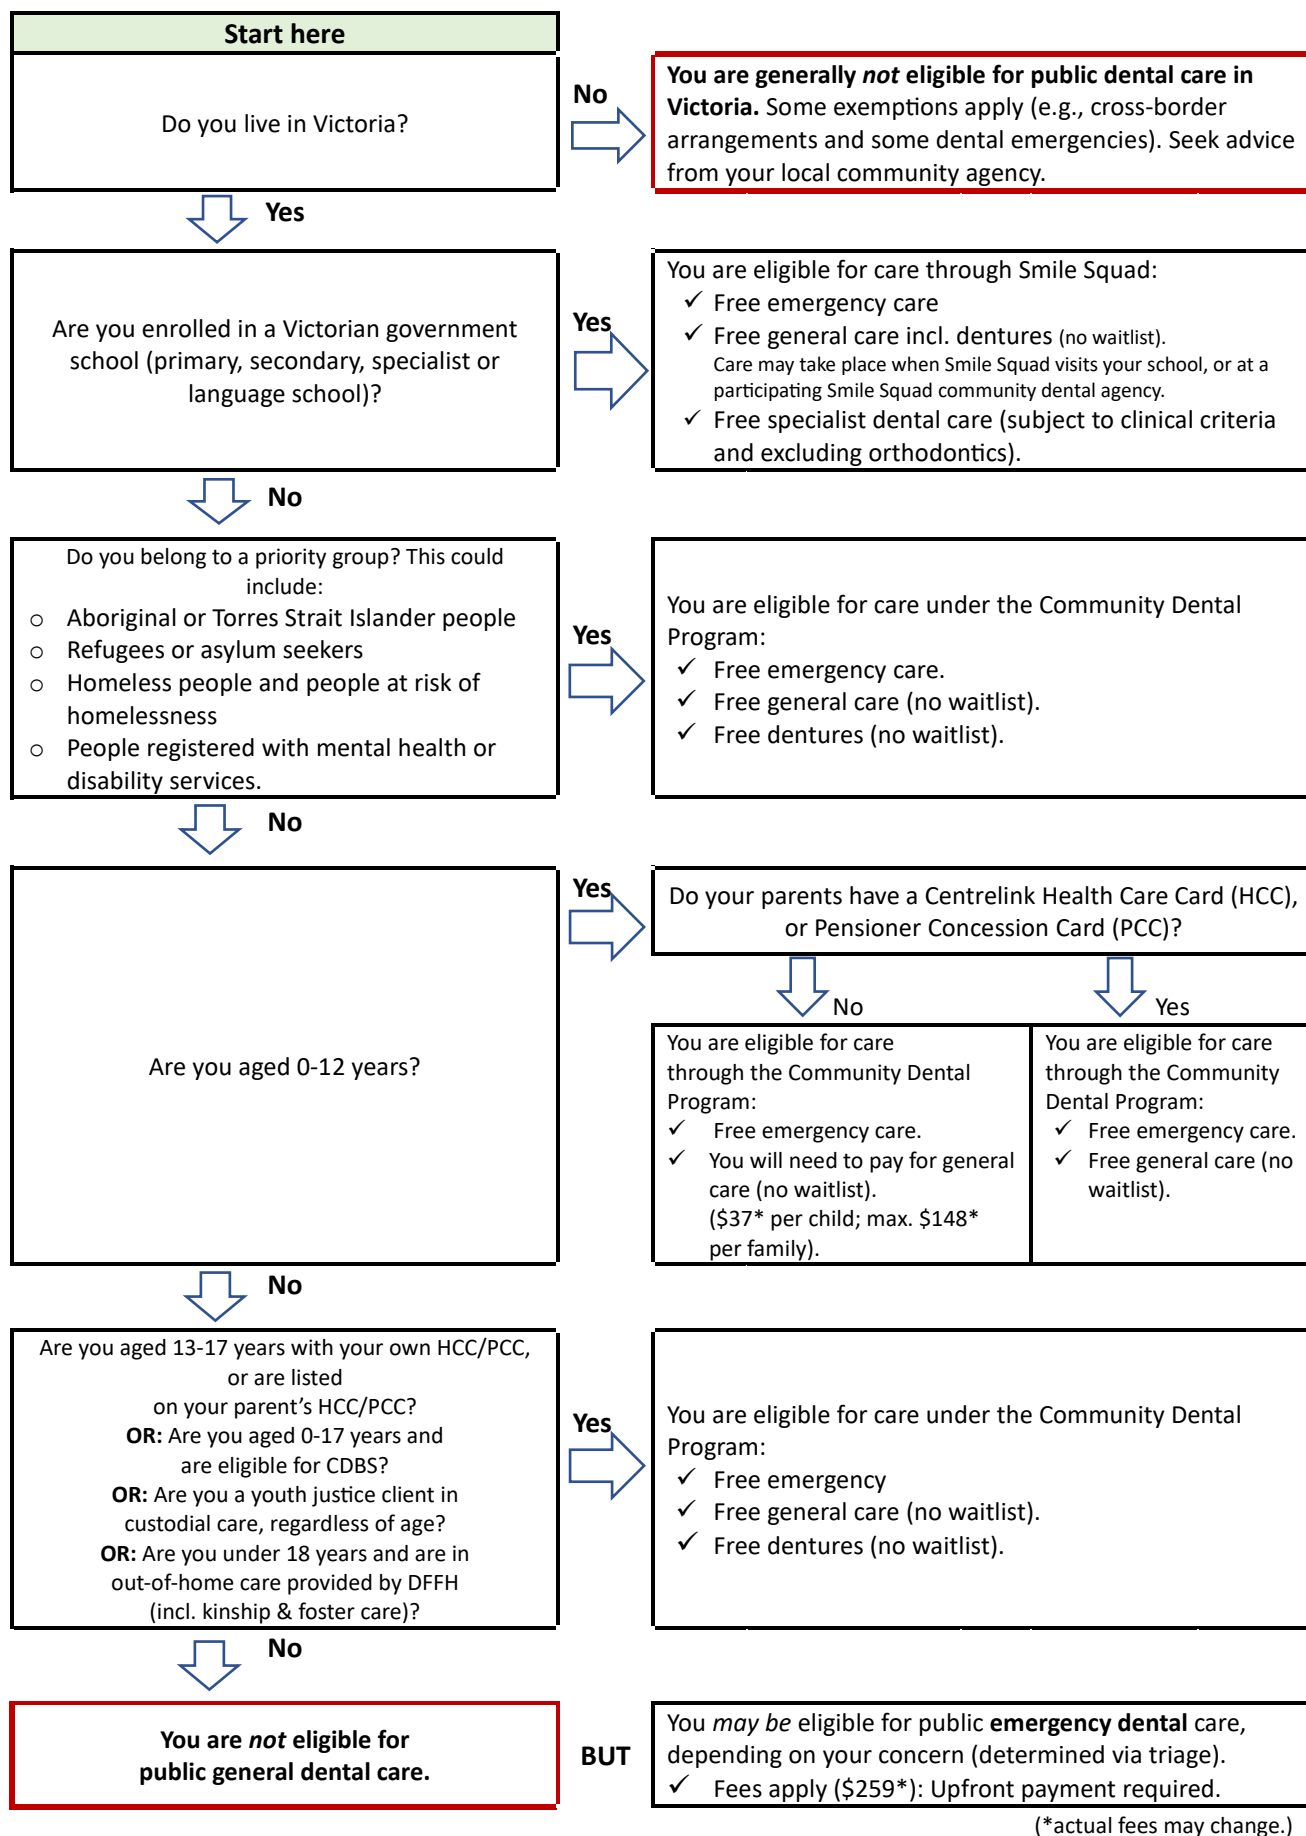 Start here
Do you live in Victoria?
No
You are generally not eligible for public dental care in
Victoria. Some exemptions apply (e.g., cross-border
arrangements and some dental emergencies). Seek advice
from your local community agency.
Yes
Are you enrolled in a Victorian government
school (primary, secondary, specialist or
language school)?
Yes
You are eligible for care through Smile Squad:
✓ Free emergency care
✓ Free general care incl. dentures (no waitlist).
Care may take place when Smile Squad visits your school, or at a
participating Smile Squad community dental agency.
✓ Free specialist dental care (subject to clinical criteria
and excluding orthodontics).
No
Do you belong to a priority group? This could
include:
o Aboriginal or Torres Strait Islander people
o Refugees or asylum seekers
o Homeless people and people at risk of
homelessness
o People registered with mental health or
disability services.
Yes
You are eligible for care under the Community Dental
Program:
✓ Free emergency care.
✓ Free general care (no waitlist).
✓ Free dentures (no waitlist).
No
Are you aged 0-12 years?
Yes
Do your parents have a Centrelink Health Care Card (HCC),
or Pensioner Concession Card (PCC)?
No
You are eligible for care
through the Community Dental
Program:
✓ Free emergency care.
✓ You will need to pay for general
care (no waitlist).
($37* per child; max. $148*
per family).
Yes
You are eligible for care
through the Community
Dental Program:
✓ Free emergency care.
✓ Free general care (no
waitlist).
No
Are you aged 13-17 years with your own HCC/PCC,
or are listed
on your parent’s HCC/PCC?
OR: Are you aged 0-17 years and
are eligible for CDBS?
OR: Are you a youth justice client in
custodial care, regardless of age?
OR: Are you under 18 years and are in
out-of-home care provided by DFFH
(incl. kinship & foster care)?
Yes
You are eligible for care under the Community Dental
Program:
✓ Free emergency
✓ Free general care (no waitlist).
✓ Free dentures (no waitlist).
No
You are not eligible for
public general dental care.
BUT
You may be eligible for public emergency dental care,
depending on your concern (determined via triage).
✓ Fees apply ($259*): Upfront payment required.
(*actual fees may change.)